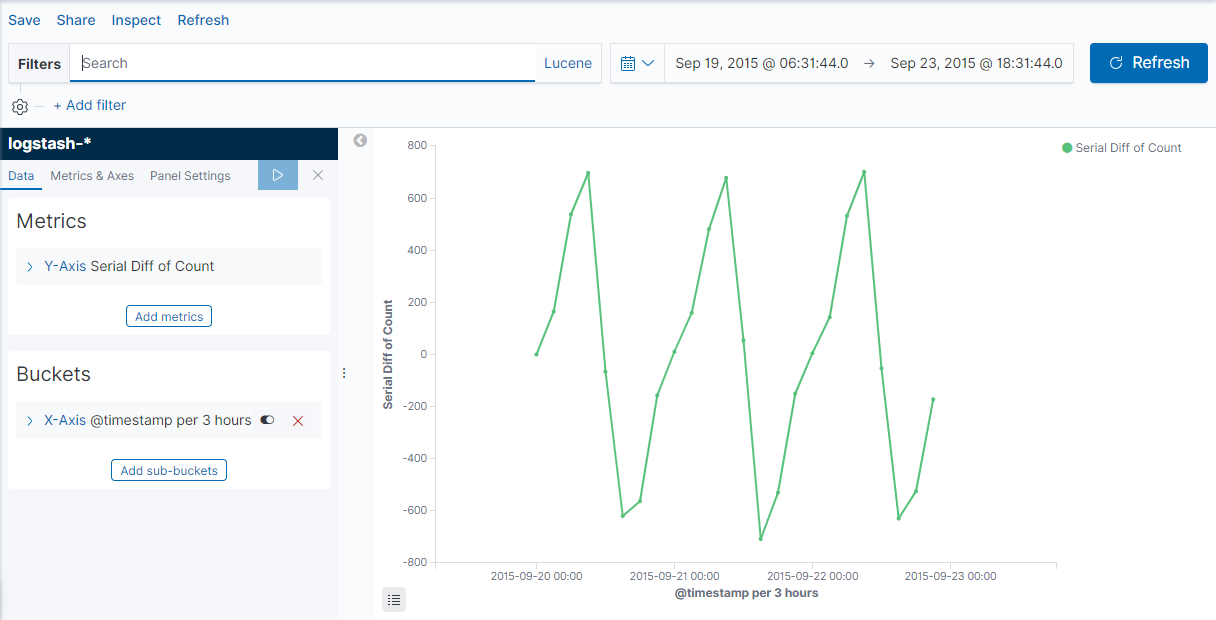 Save Share Inspect Refresh
Filters Search Lucene Sep 19, 2015 @ 06:31:44.0 → Sep 23, 2015 @ 18:31:44.0 Refresh
+ Add filter
logstash-*
Data Metrics & Axes Panel Settings
Metrics
Y-Axis Serial Diff of Count
Add metrics
Buckets
X-Axis @timestamp per 3 hours
Add sub-buckets
Serial Diff of Count
800
600
400
200
0
-200
-400
-600
-800
Serial Diff of Count
2015-09-20 00:00 2015-09-21 00:00 2015-09-22 00:00 2015-09-23 00:00
@timestamp per 3 hours